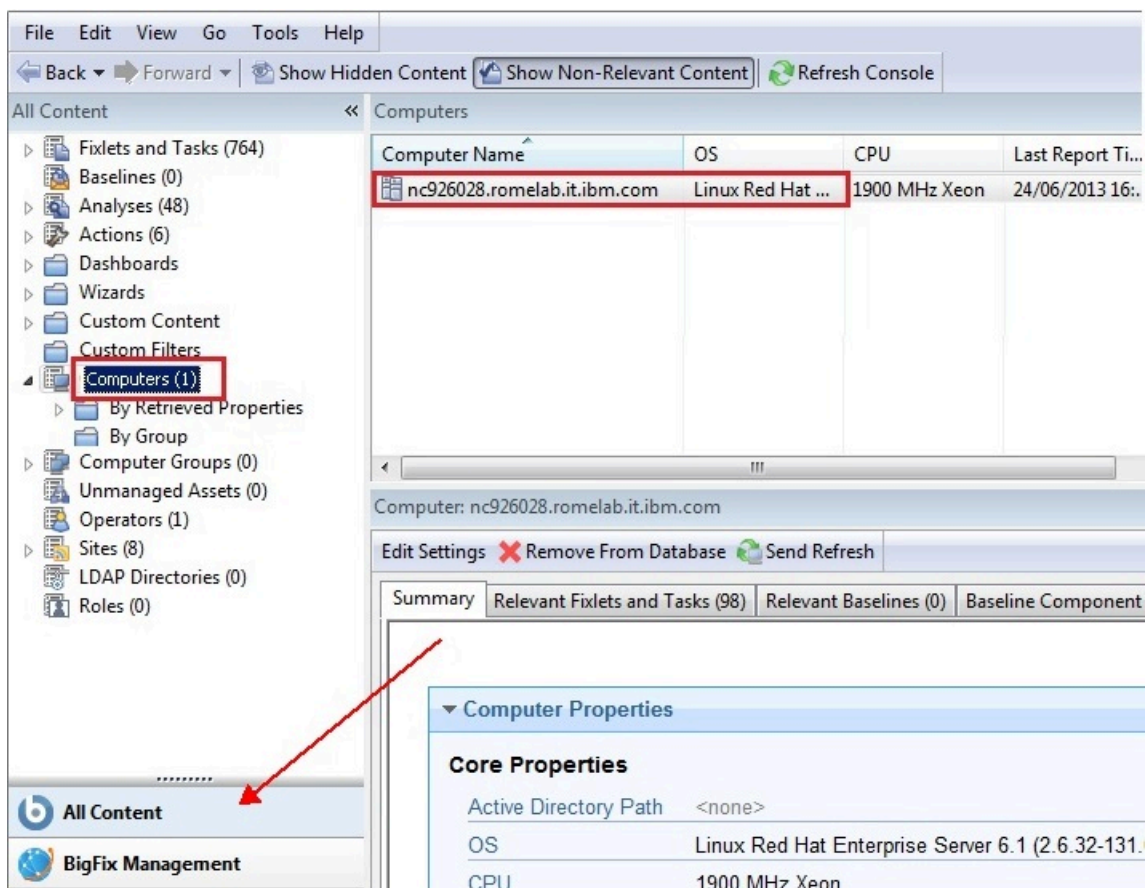 File Edit View Go Tools Help
Back Forward Show Hidden Content Show Non-Relevant Content Refresh Console
All Content «
Fixlets and Tasks (764)
Baselines (0)
Analyses (48)
Actions (6)
Dashboards
Wizards
Custom Content
Custom Filters
Computers (1)
By Retrieved Properties
By Group
Computer Groups (0)
Unmanaged Assets (0)
Operators (1)
Sites (8)
LDAP Directories (0)
Roles (0)
All Content
BigFix Management
Computers
Computer Name OS CPU Last Report Ti...
nc926028.romelab.it.ibm.com Linux Red Hat ... 1900 MHz Xeon 24/06/2013 16:..
Computer: nc926028.romelab.it.ibm.com
Edit Settings Remove From Database Send Refresh
Summary Relevant Fixlets and Tasks (98) Relevant Baselines (0) Baseline Component
Computer Properties
Core Properties
Active Directory Path <none>
OS Linux Red Hat Enterprise Server 6.1 (2.6.32-131.
CPU 1900 MHz Xeon